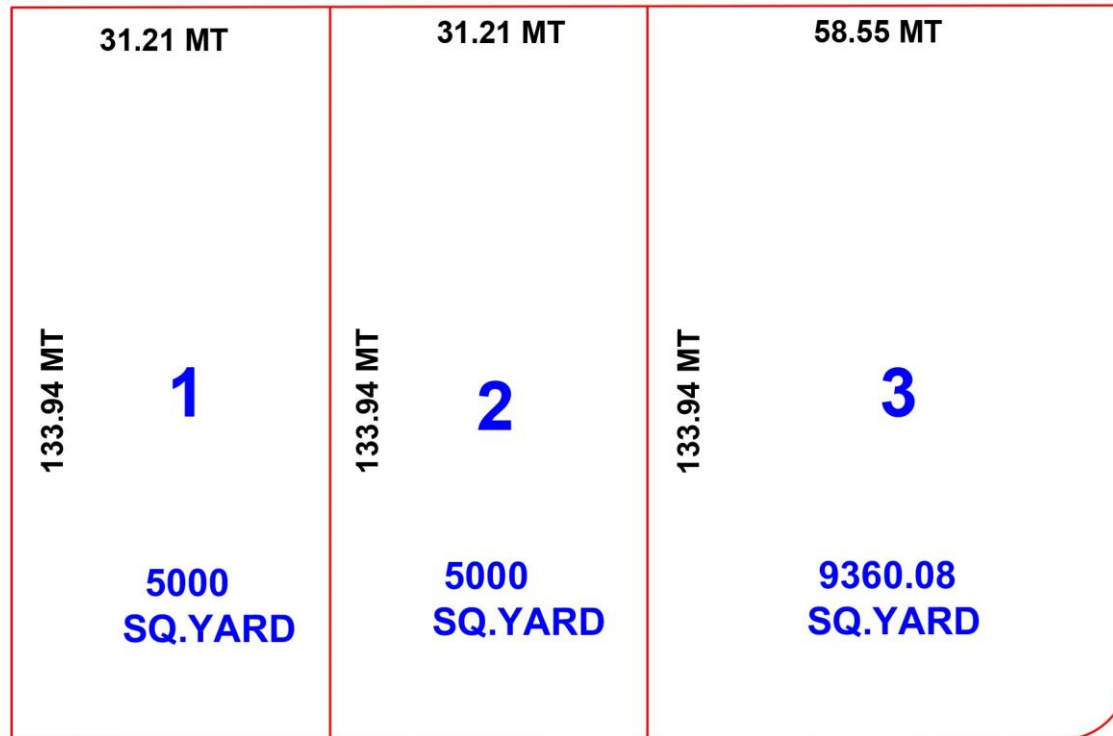 31.21 MT
31.21 MT
58.55 MT
133.94 MT
1
133.94 MT
2
133.94 MT
3
5000
SQ.YARD
5000
SQ.YARD
9360.08
SQ.YARD